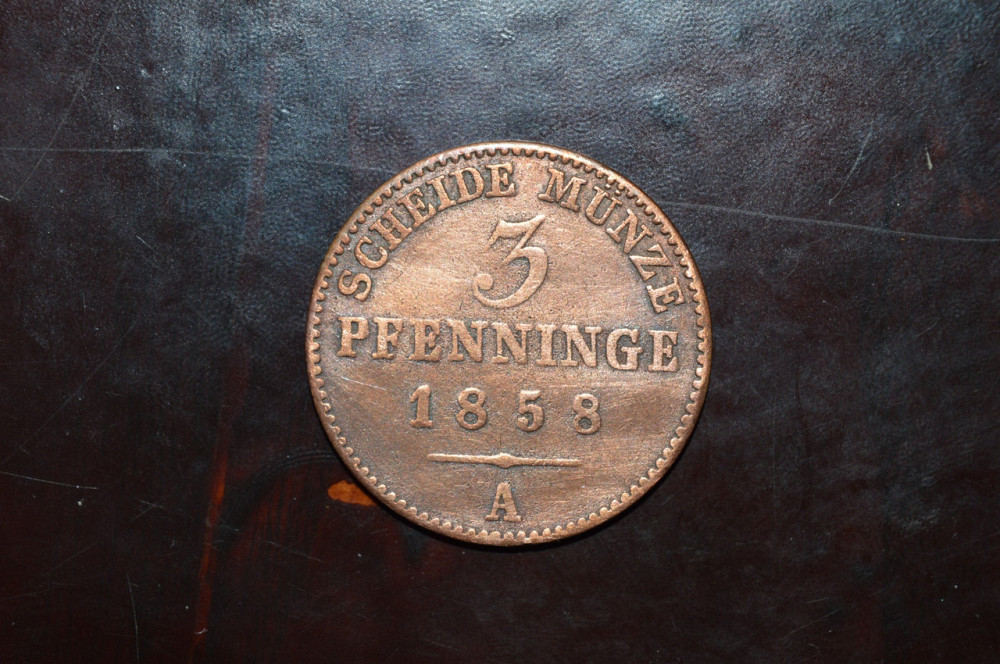 SCHEIDE MÜNZE
3
PFENNINGE
1858
A